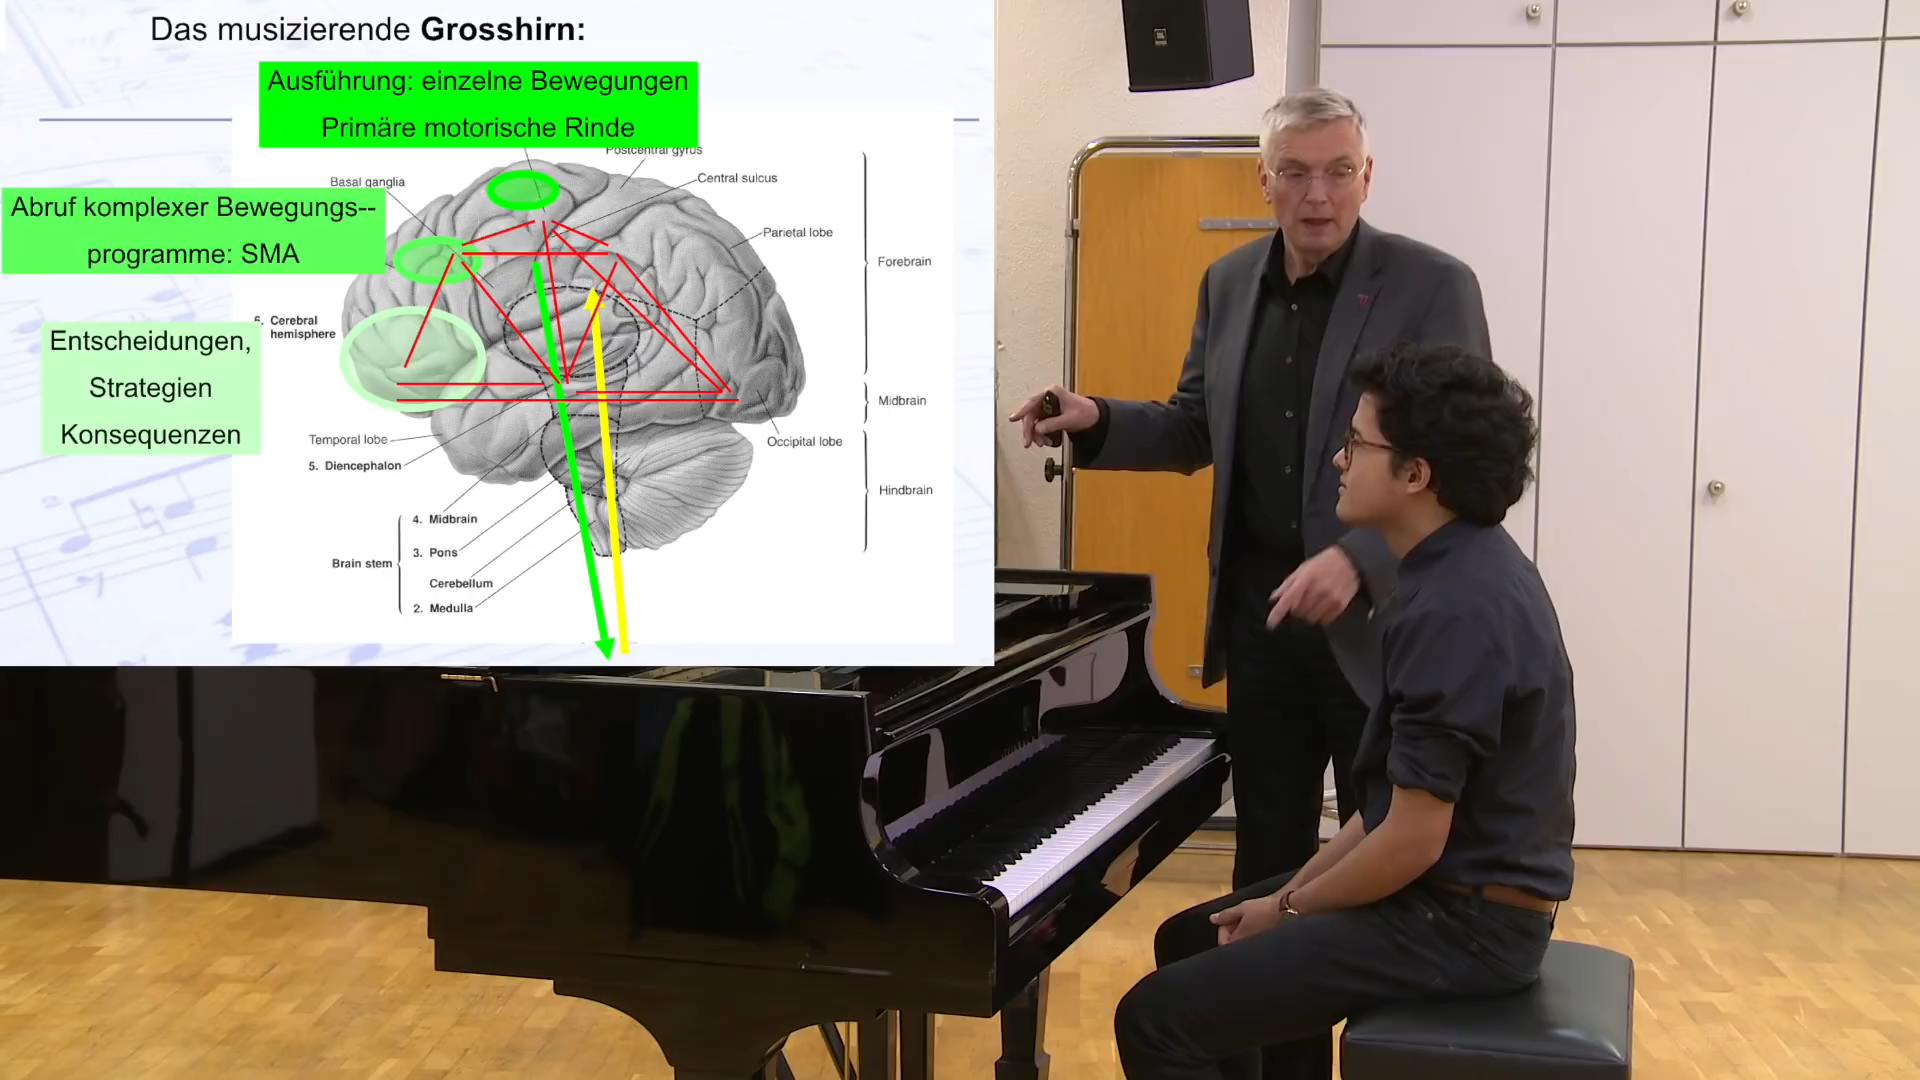 Das musizierende Grosshirn:
Ausführung: einzelne Bewegungen
Primäre motorische Rinde
Postcentral gyrus
Basal ganglia
Central sulcus
Abruf komplexer Bewegungs--
programme: SMA
Parietal lobe
Forebrain
6. Cerebral
hemisphere
Entscheidungen,
Strategien
Konsequenzen
Midbrain
Temporal lobe
Occipital lobe
5. Diencephalon
Hindbrain
4. Midbrain
3. Pons
Brain stem
Cerebellum
2. Medulla
JBL